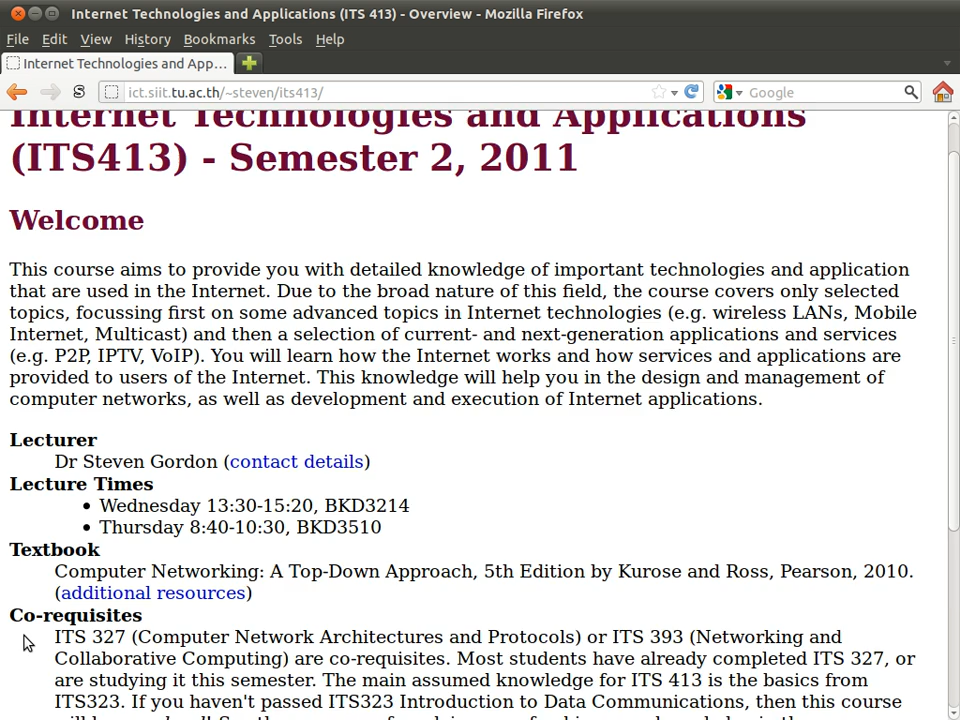 Internet Technologies and Applications (ITS 413) - Overview - Mozilla Firefox
File Edit View History Bookmarks Tools Help
Internet Technologies and App...
S ict.siit.tu.ac.th/~steven/its413/ Google
Internet Technologies and Applications
(ITS413) - Semester 2, 2011
Welcome
This course aims to provide you with detailed knowledge of important technologies and application
that are used in the Internet. Due to the broad nature of this field, the course covers only selected
topics, focussing first on some advanced topics in Internet technologies (e.g. wireless LANs, Mobile
Internet, Multicast) and then a selection of current- and next-generation applications and services
(e.g. P2P, IPTV, VoIP). You will learn how the Internet works and how services and applications are
provided to users of the Internet. This knowledge will help you in the design and management of
computer networks, as well as development and execution of Internet applications.
Lecturer
Dr Steven Gordon (contact details)
Lecture Times
• Wednesday 13:30-15:20, BKD3214
• Thursday 8:40-10:30, BKD3510
Textbook
Computer Networking: A Top-Down Approach, 5th Edition by Kurose and Ross, Pearson, 2010.
(additional resources)
Co-requisites
ITS 327 (Computer Network Architectures and Protocols) or ITS 393 (Networking and
Collaborative Computing) are co-requisites. Most students have already completed ITS 327, or
are studying it this semester. The main assumed knowledge for ITS 413 is the basics from
ITS323. If you haven't passed ITS323 Introduction to Data Communications, then this course